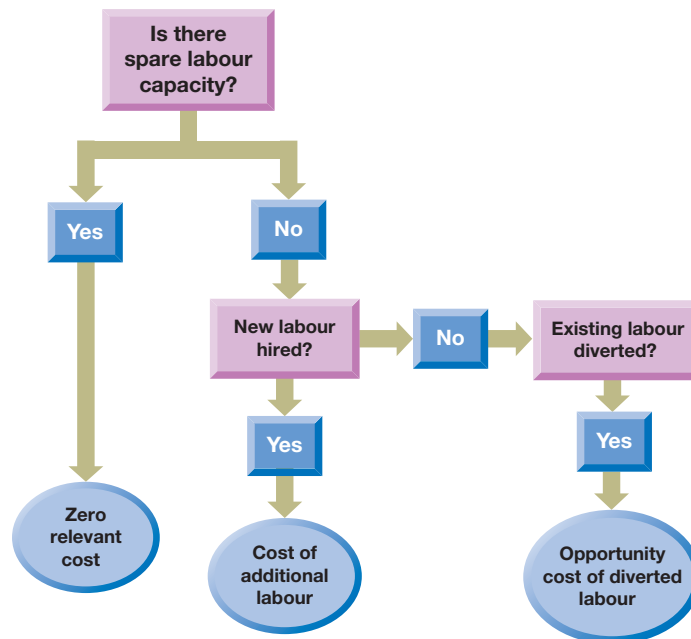 Is there
spare labour
capacity?
Yes
No
New labour
hired?
No
Existing labour
diverted?
Yes
Yes
Zero
relevant
cost
Cost of
additional
labour
Opportunity
cost of diverted
labour